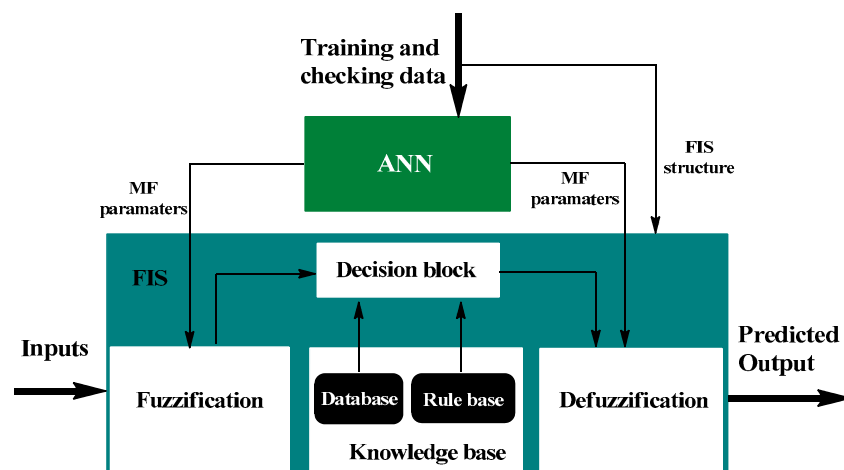 Training and
checking data
ANN
FIS
structure
MF
paramaters
MF
paramaters
FIS
Decision block
Inputs
Predicted
Output
Fuzzification
Database
Rule base
Defuzzification
Knowledge base